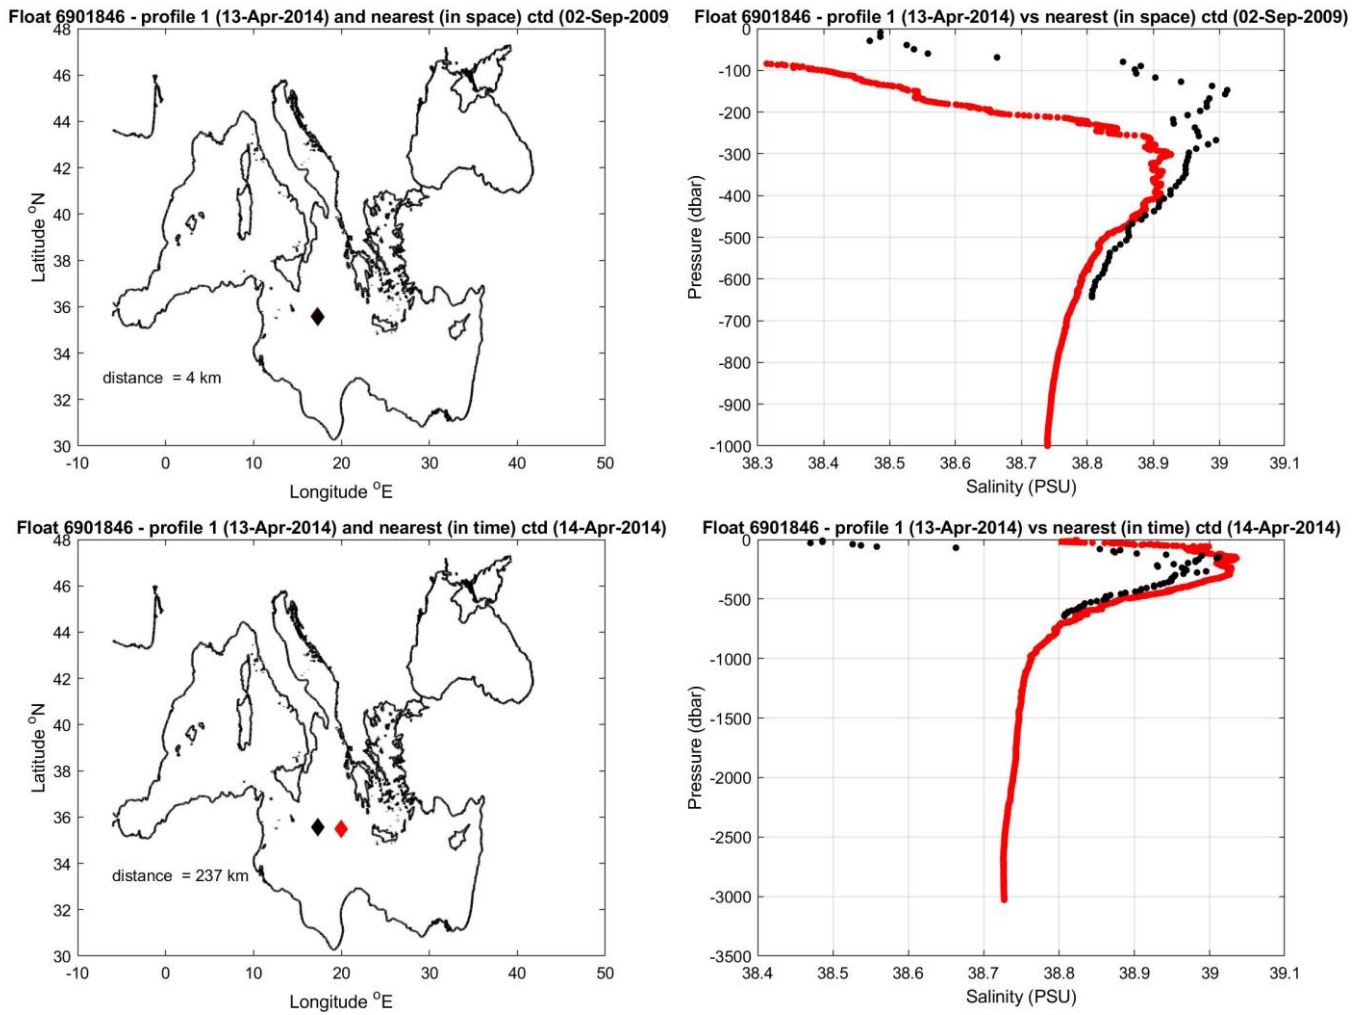 Float 6901846 - profile 1 (13-Apr-2014) and nearest (in space) ctd (02-Sep-2009
48
46
44
42
40
38
36
34
32
30
Latitude °N
distance = 4 km
-10 0 10 20 30 40 50
Longitude °E
Float 6901846 - profile 1 (13-Apr-2014) vs nearest (in space) ctd (02-Sep-2009)
0
-100
-200
-300
-400
-500
-600
-700
-800
-900
-1000
Pressure (dbar)
38.3 38.4 38.5 38.6 38.7 38.8 38.9 39 39.1
Salinity (PSU)
Float 6901846 - profile 1 (13-Apr-2014) and nearest (in time) ctd (14-Apr-2014)
48
46
44
42
40
38
36
34
32
30
Latitude °N
distance = 237 km
-10 0 10 20 30 40 50
Longitude °E
Float 6901846 - profile 1 (13-Apr-2014) vs nearest (in time) ctd (14-Apr-2014)
0
-500
-1000
-1500
-2000
-2500
-3000
-3500
Pressure (dbar)
38.4 38.5 38.6 38.7 38.8 38.9 39 39.1
Salinity (PSU)